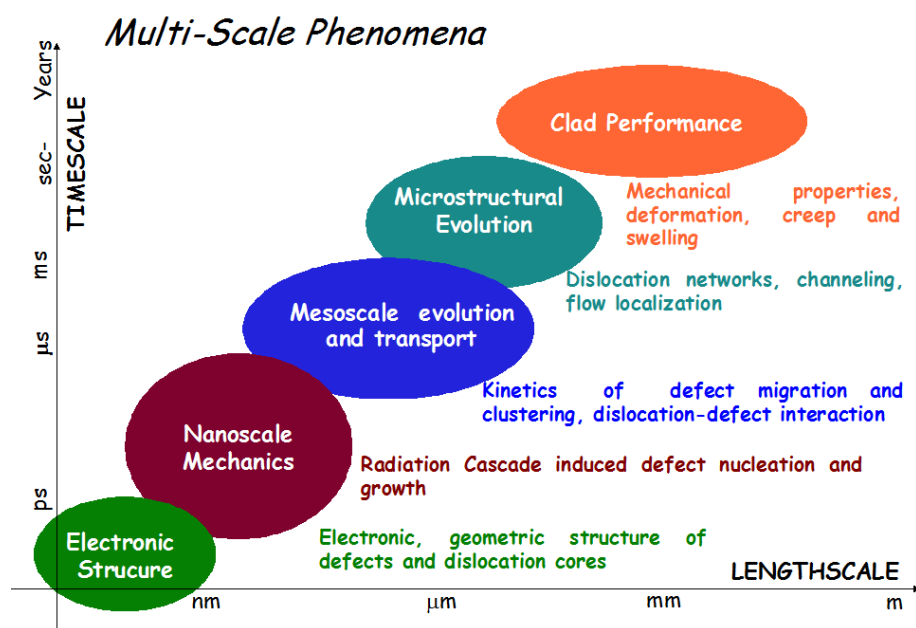 Multi-Scale Phenomena
Years
sec-
ms
μs
ps
TIMESCALE
Clad Performance
Mechanical properties,
deformation, creep and
swelling
Microstructural
Evolution
Dislocation networks, channeling,
flow localization
Mesoscale evolution
and transport
Kinetics of defect migration and
clustering, dislocation-defect interaction
Nanoscale
Mechanics
Radiation Cascade induced defect nucleation and
growth
Electronic
Strucure
Electronic, geometric structure of
defects and dislocation cores
LENGTHSCALE
nm
μm
mm
m